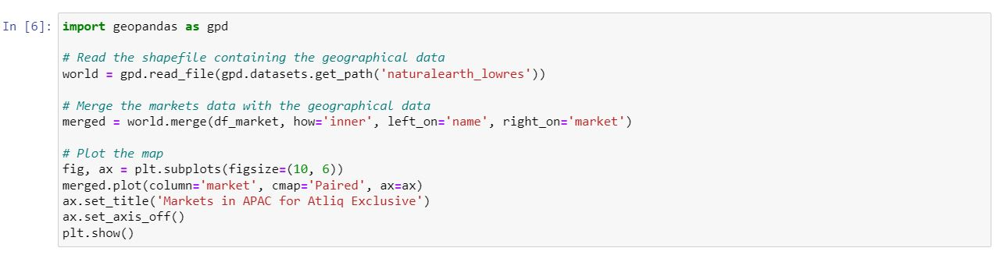 In [6]: import geopandas as gpd
# Read the shapefile containing the geographical data
world = gpd.read_file(gpd.datasets.get_path('naturalearth_lowres'))
# Merge the markets data with the geographical data
merged = world.merge(df_market, how='inner', left_on='name', right_on='market')
# Plot the map
fig, ax = plt.subplots(figsize=(10, 6))
merged.plot(column='market', cmap='Paired', ax=ax)
ax.set_title('Markets in APAC for Atliq Exclusive')
ax.set_axis_off()
plt.show()